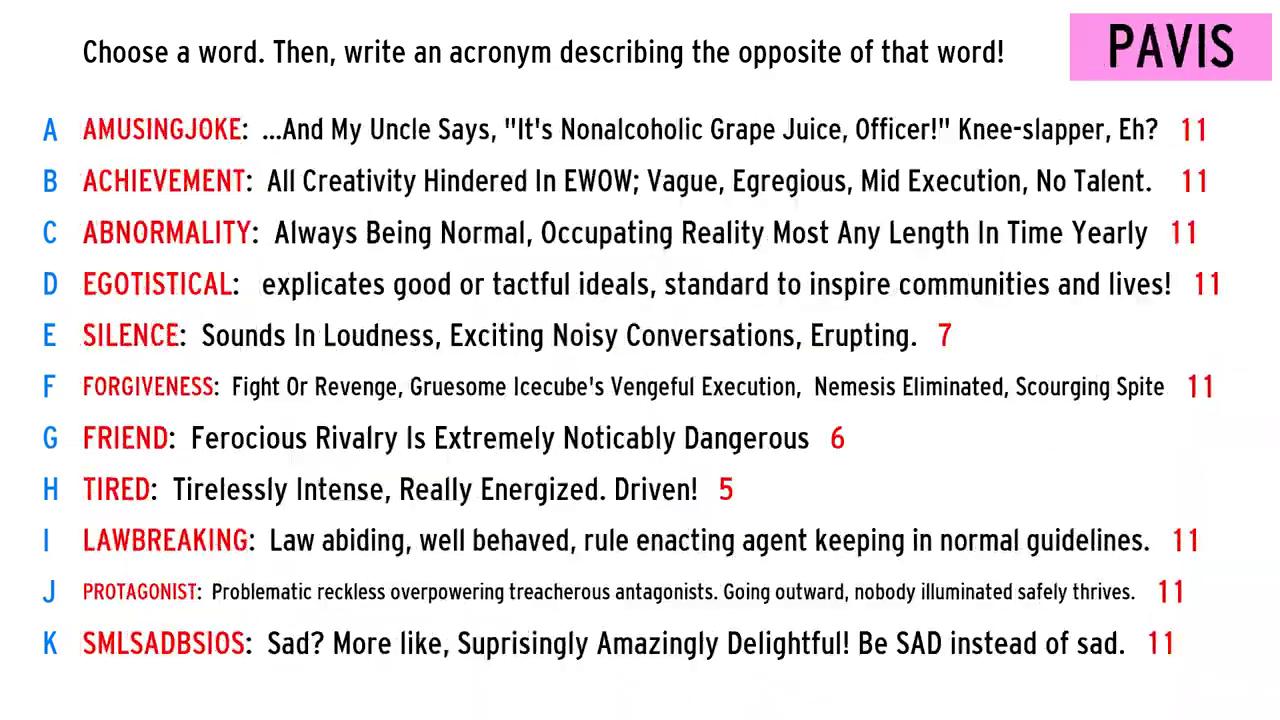 Choose a word. Then, write an acronym describing the opposite of that word!
PAVIS
A AMUSINGJOKE: ...And My Uncle Says, "It's Nonalcoholic Grape Juice, Officer!" Knee-slapper, Eh? 11
B ACHIEVEMENT: All Creativity Hindered In EWOW; Vague, Egregious, Mid Execution, No Talent. 11
C ABNORMALITY: Always Being Normal, Occupating Reality Most Any Length In Time Yearly 11
D EGOTISTICAL: explicates good or tactful ideals, standard to inspire communities and lives! 11
E SILENCE: Sounds In Loudness, Exciting Noisy Conversations, Erupting. 7
F FORGIVENESS: Fight Or Revenge, Gruesome Icecube's Vengeful Execution, Nemesis Eliminated, Scourging Spite 11
G FRIEND: Ferocious Rivalry Is Extremely Noticably Dangerous 6
H TIRED: Tirelessly Intense, Really Energized. Driven! 5
I LAWBREAKING: Law abiding, well behaved, rule enacting agent keeping in normal guidelines. 11
J PROTAGONIST: Problematic reckless overpowering treacherous antagonists. Going outward, nobody illuminated safely thrives. 11
K SMLSADBSIOS: Sad? More like, Suprisingly Amazingly Delightful! Be SAD instead of sad. 11